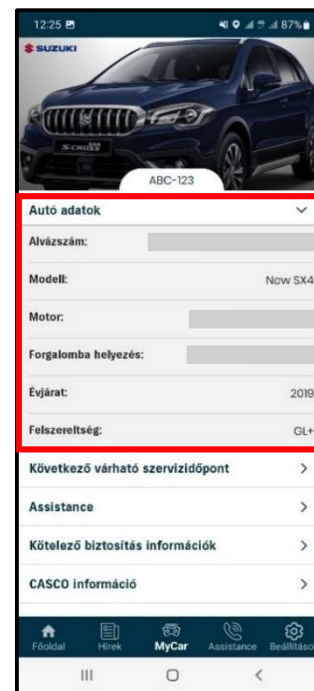 12:25 87%
SUZUKI
S-CROSS
ABC-123
Autó adatok
Alvázszám:
Modell: New SX4
Motor:
Forgalomba helyezés:
Évjárat: 2019
Felszereltség: GL+
Következő várható szervizidőpont
Assistance
Kötelező biztosítás információk
CASCO információ
Főoldal Hírek MyCar Assistance Beállításo